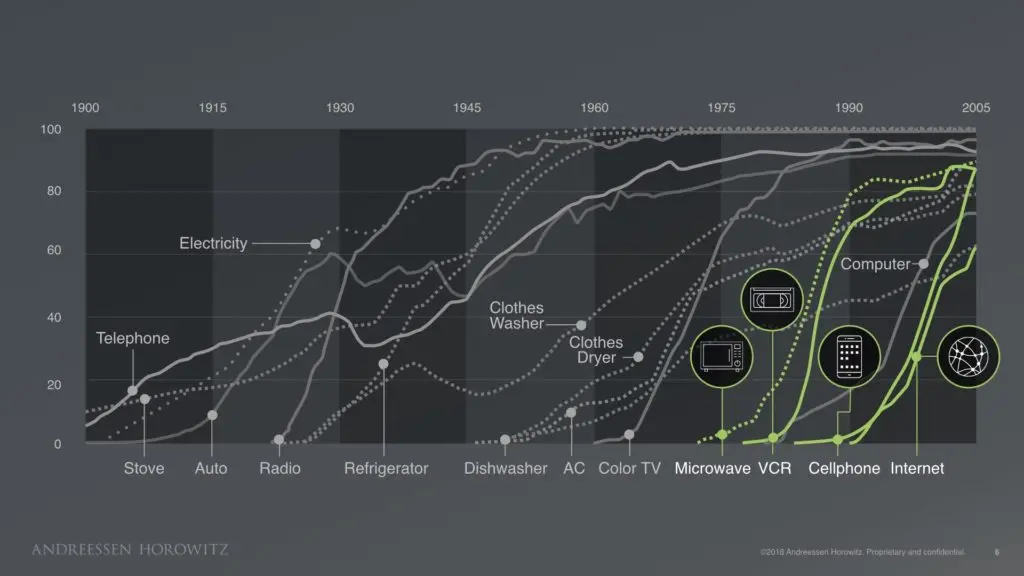 1900 1915 1930 1945 1960 1975 1990 2005
100
80
60
40
20
0
Electricity
Telephone
Clothes
Washer
Clothes
Dryer
Computer
Stove Auto Radio Refrigerator Dishwasher AC Color TV Microwave VCR Cellphone Internet
ANDREESSEN HOROWITZ
©2018 Andreessen Horowitz. Proprietary and confidential. 6